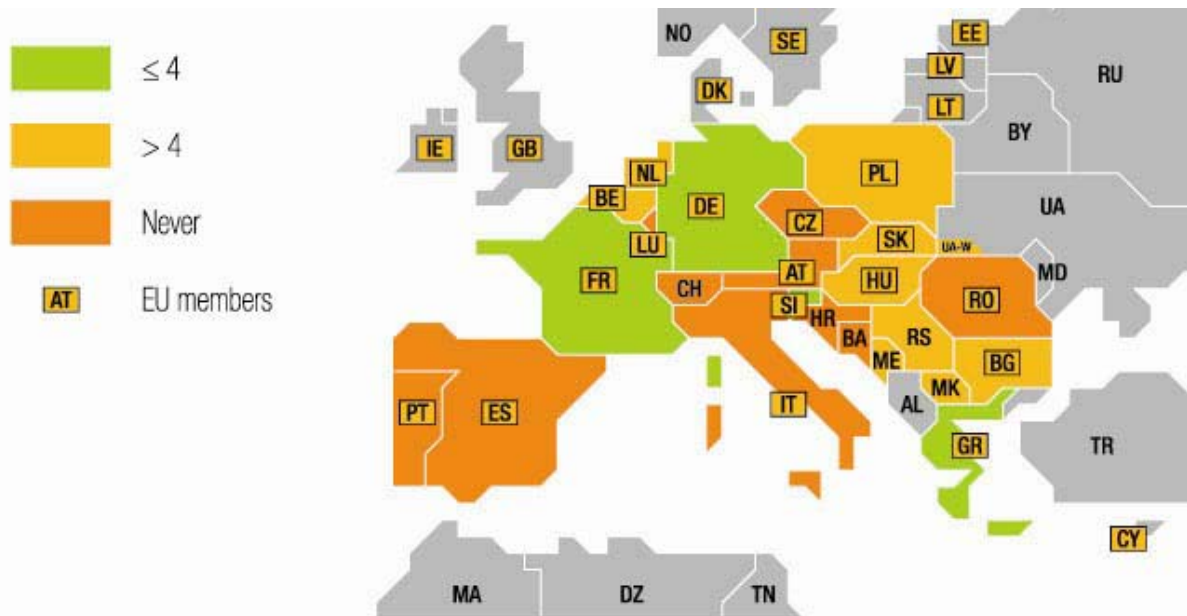 ≤ 4
> 4
Never
AT EU members
NO
SE
EE
LV
LT
RU
DK
BY
IE
GB
NL
PL
BE
DE
UA
CZ
LU
SK
UA-W
MD
FR
CH
AT
HU
RO
SI
HR
BA
RS
ME
BG
MK
AL
PT
ES
IT
GR
TR
CY
MA
DZ
TN